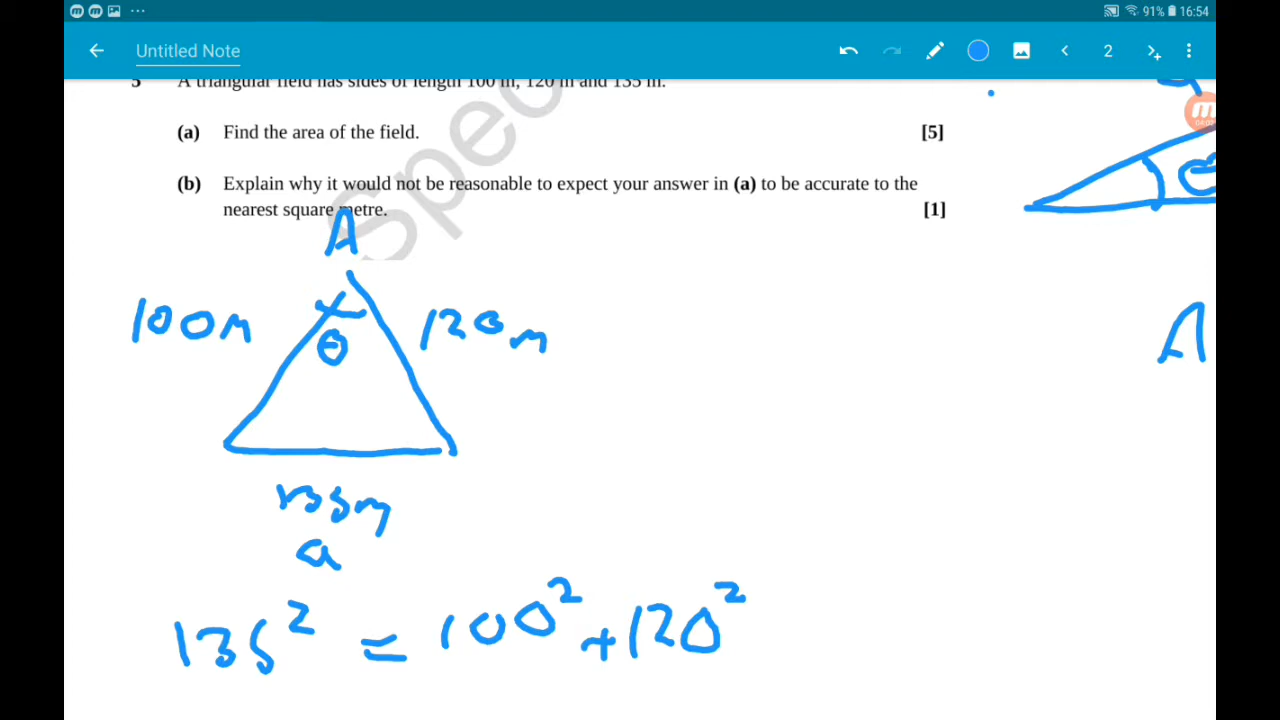 91% 16:54
Untitled Note
2
5 A triangular field has sides of length 100 m, 120 m and 135 m.
(a) Find the area of the field. [5]
(b) Explain why it would not be reasonable to expect your answer in (a) to be accurate to the
nearest square metre. [1]
Spec
A
100m
120m
θ
θ
A
135m
a
135² = 100² + 120²